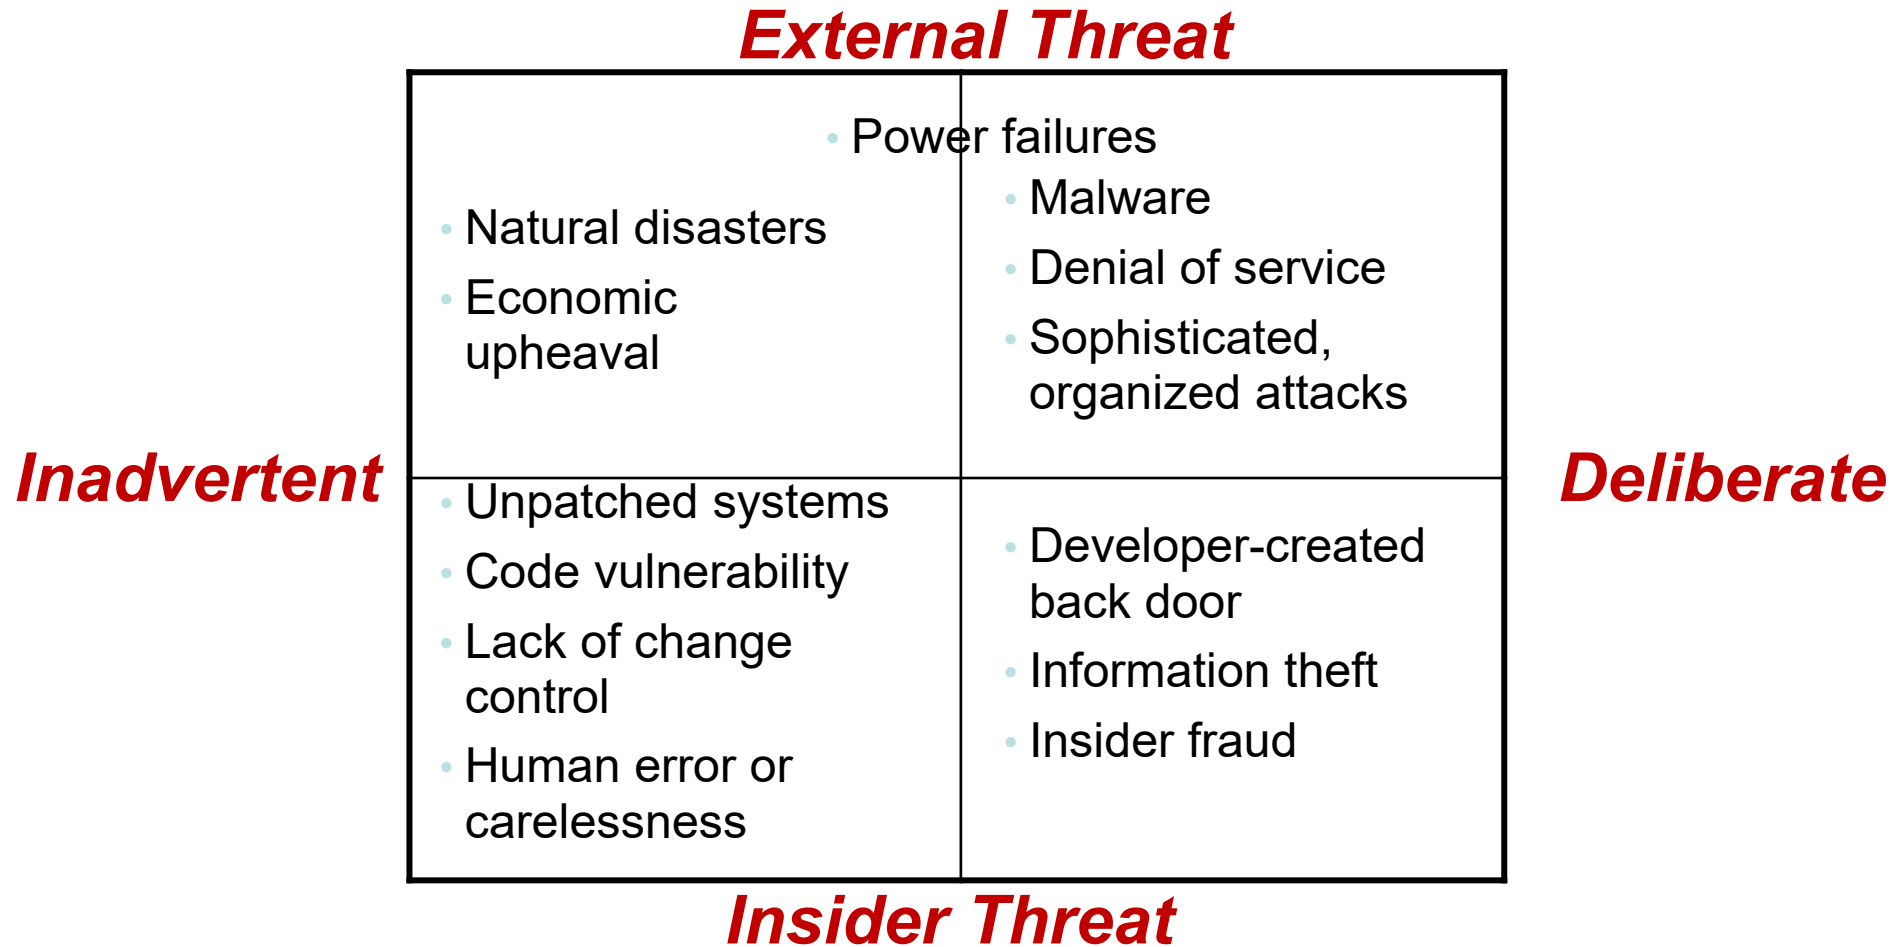 External Threat
• Power failures
• Natural disasters
• Economic
upheaval
• Malware
• Denial of service
• Sophisticated,
organized attacks
Inadvertent
Deliberate
• Unpatched systems
• Code vulnerability
• Lack of change
control
• Human error or
carelessness
• Developer-created
back door
• Information theft
• Insider fraud
Insider Threat